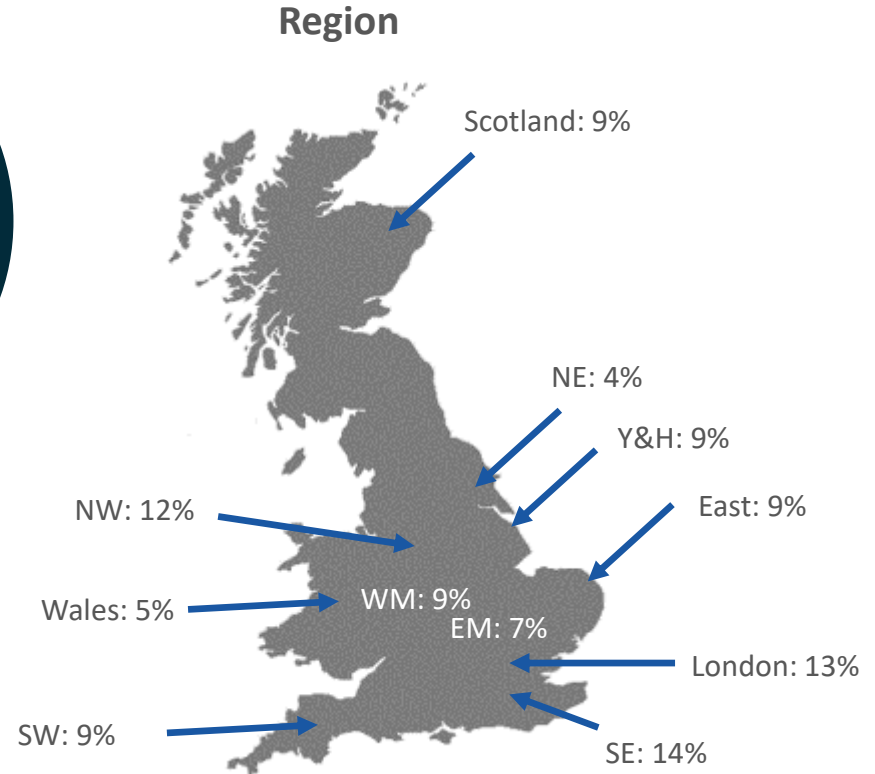 Region
Scotland: 9%
NE: 4%
Y&H: 9%
East: 9%
NW: 12%
WM: 9%
Wales: 5%
EM: 7%
London: 13%
SW: 9%
SE: 14%